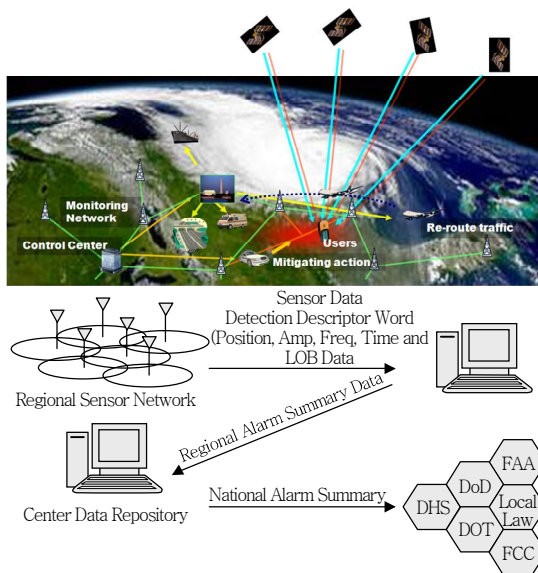 Monitoring
Network
Control Center
Users
Mitigating action
Re-route traffic
Sensor Data
Detection Descriptor Word
(Position, Amp, Freq, Time and
LOB Data
Regional Sensor Network
Regional Alarm Summary Data
Center Data Repository
National Alarm Summary
FAA
DoD
DHS
Local
Law
DOT
FCC